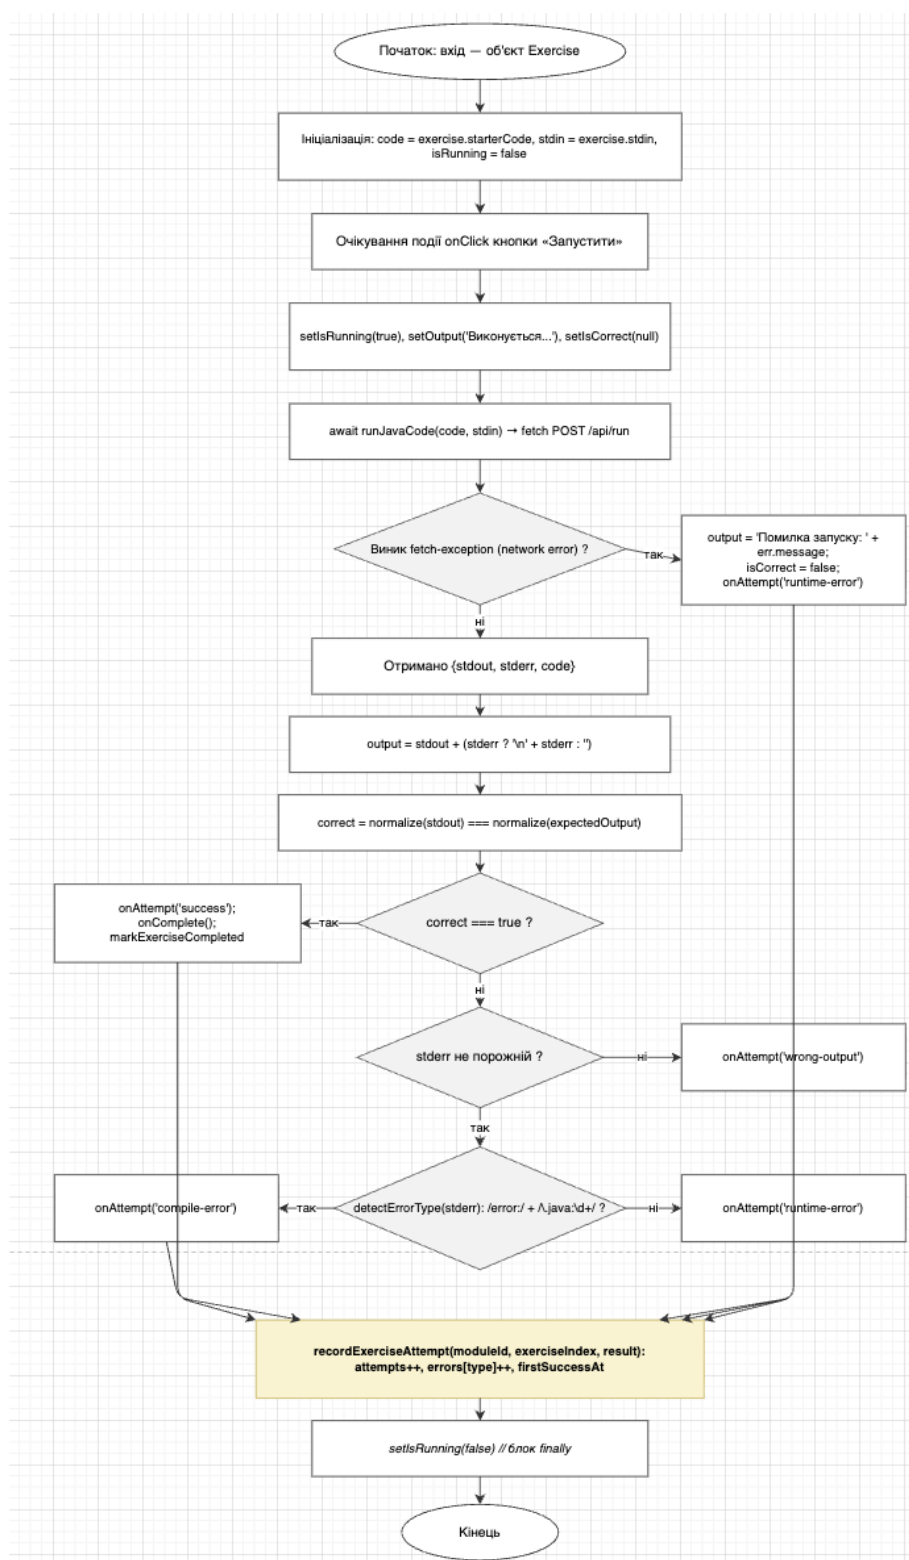 Початок: вхід — об'єкт Exercise
Ініціалізація: code = exercise.starterCode, stdin = exercise.stdin,
isRunning = false
Очікування події onClick кнопки «Запустити»
setIsRunning(true), setOutput('Виконується...'), setIsCorrect(null)
await runJavaCode(code, stdin) → fetch POST /api/run
Виник fetch-exception (network error) ?
так
output = 'Помилка запуску: ' +
err.message;
isCorrect = false;
onAttempt('runtime-error')
ні
Отримано {stdout, stderr, code}
output = stdout + (stderr ? '\n' + stderr : '')
correct = normalize(stdout) === normalize(expectedOutput)
correct === true ?
так
onAttempt('success');
onComplete();
markExerciseCompleted
ні
stderr не порожній ?
ні
onAttempt('wrong-output')
так
detectErrorType(stderr): /error:/ + /\.java:\d+/ ?
так
onAttempt('compile-error')
ні
onAttempt('runtime-error')
recordExerciseAttempt(moduleId, exerciseIndex, result):
attempts++, errors[type]++, firstSuccessAt
setIsRunning(false) // блок finally
Кінець